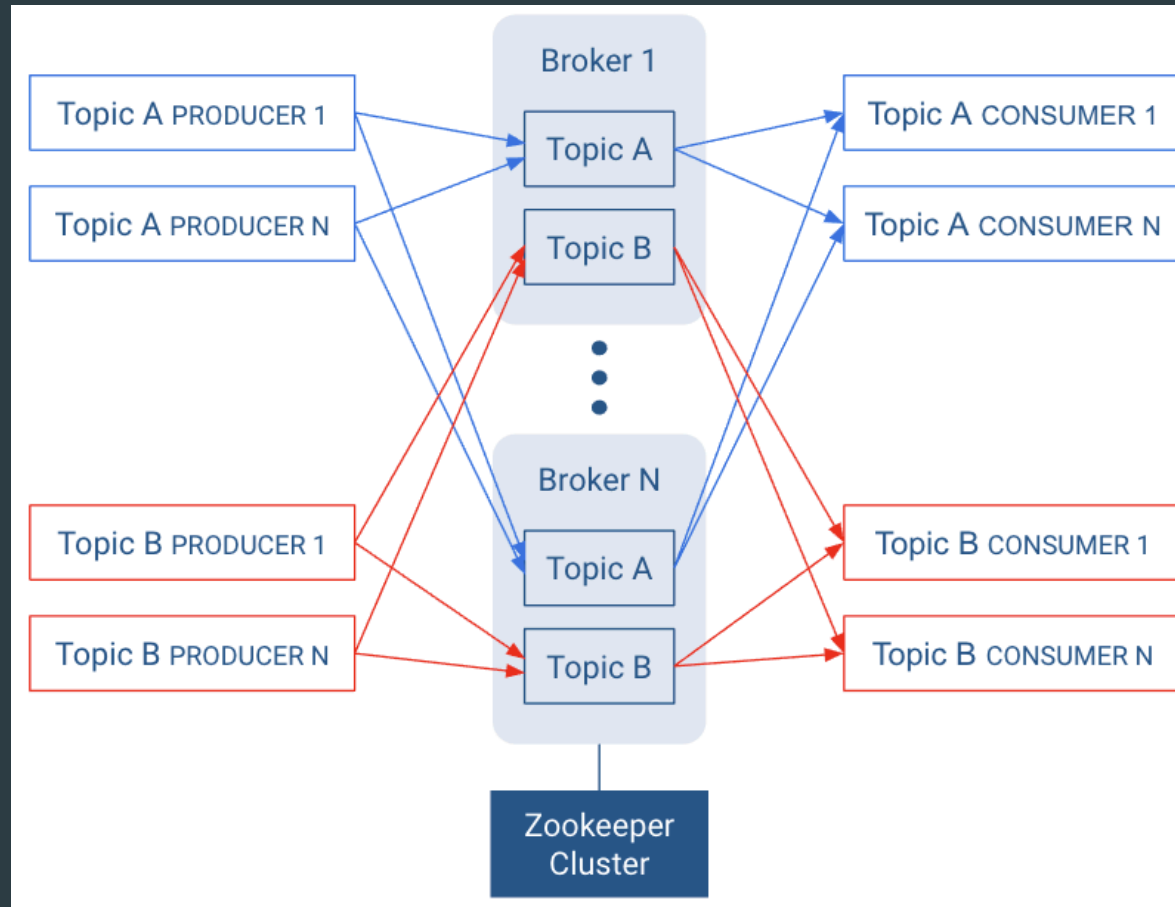 Broker 1
Topic A PRODUCER 1
Topic A PRODUCER N
Topic A
Topic B
Topic A CONSUMER 1
Topic A CONSUMER N
Broker N
Topic B PRODUCER 1
Topic B PRODUCER N
Topic A
Topic B
Topic B CONSUMER 1
Topic B CONSUMER N
Zookeeper
Cluster